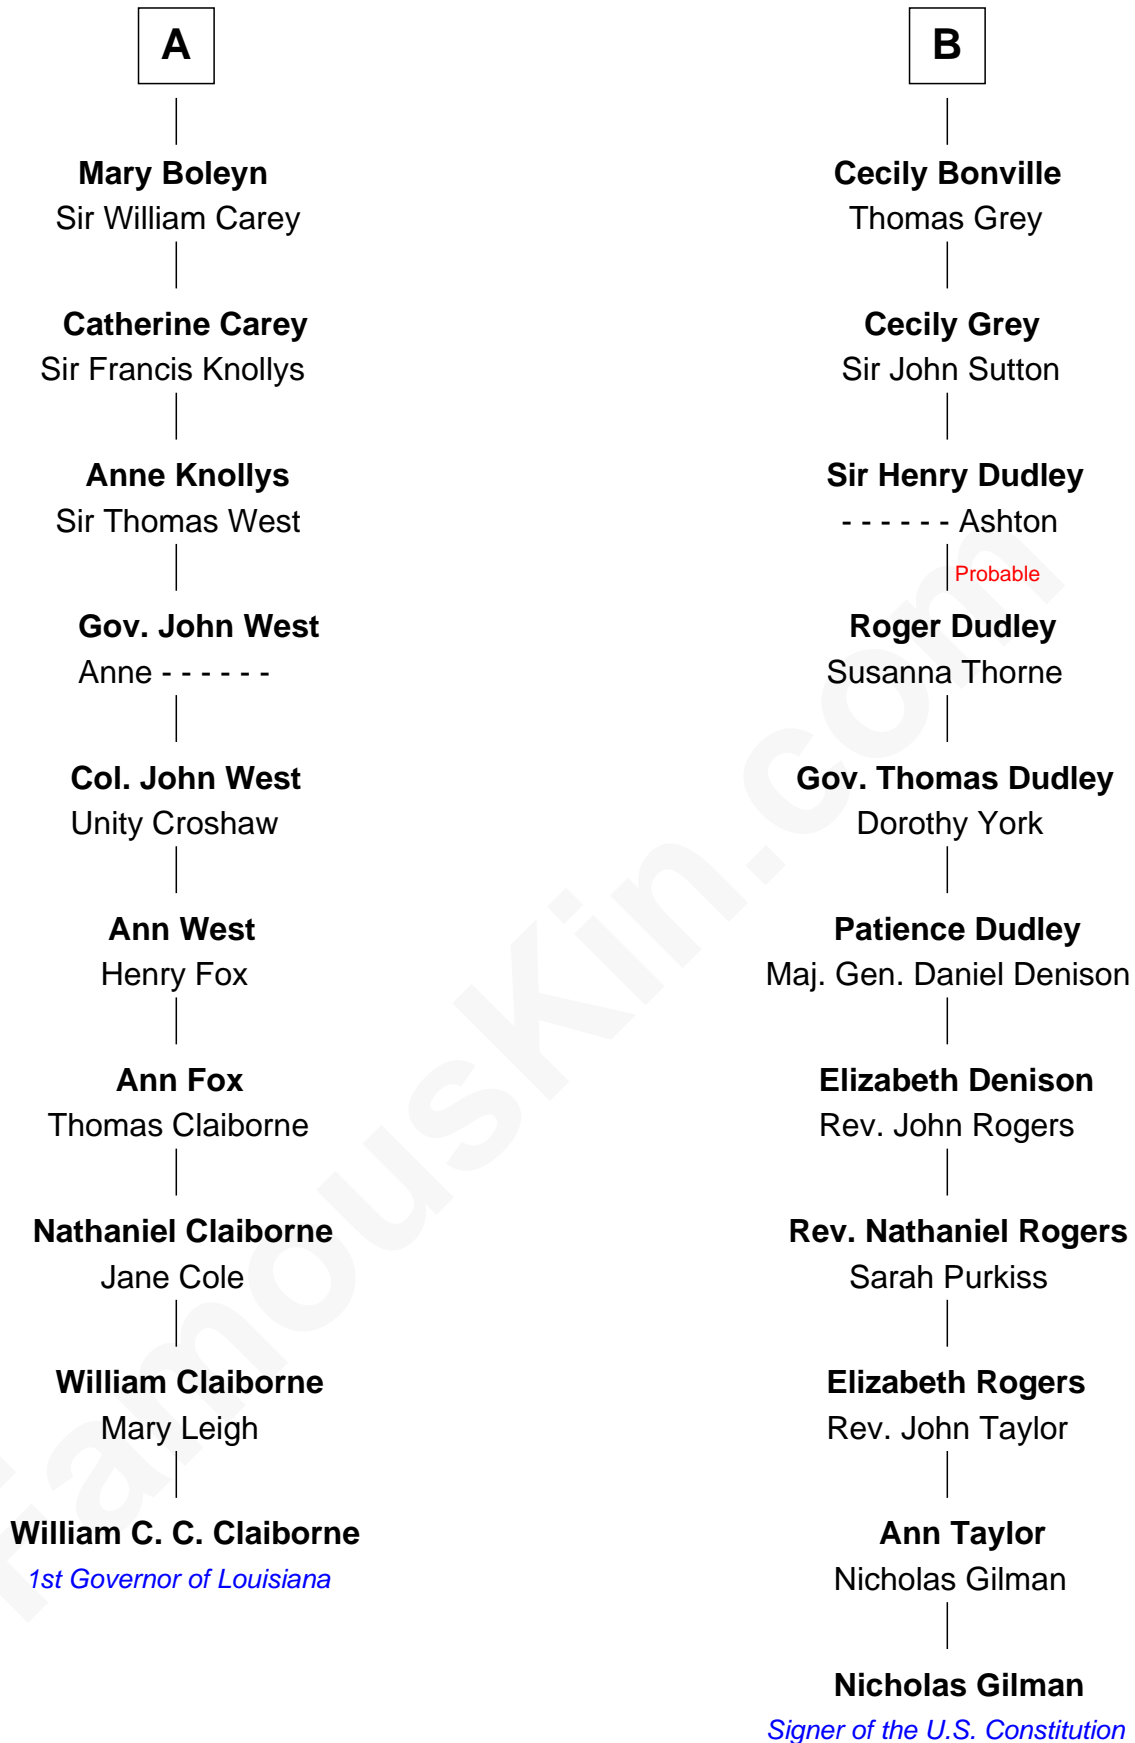 A
Mary Boleyn
Sir William Carey
Catherine Carey
Sir Francis Knollys
Anne Knollys
Sir Thomas West
Gov. John West
Anne - - - - - -
Col. John West
Unity Croshaw
Ann West
Henry Fox
Ann Fox
Thomas Claiborne
Nathaniel Claiborne
Jane Cole
William Claiborne
Mary Leigh
William C. C. Claiborne
1st Governor of Louisiana
B
Cecily Bonville
Thomas Grey
Cecily Grey
Sir John Sutton
Sir Henry Dudley
- - - - - - Ashton
Probable
Roger Dudley
Susanna Thorne
Gov. Thomas Dudley
Dorothy York
Patience Dudley
Maj. Gen. Daniel Denison
Elizabeth Denison
Rev. John Rogers
Rev. Nathaniel Rogers
Sarah Purkiss
Elizabeth Rogers
Rev. John Taylor
Ann Taylor
Nicholas Gilman
Nicholas Gilman
Signer of the U.S. Constitution
FamousKin.com